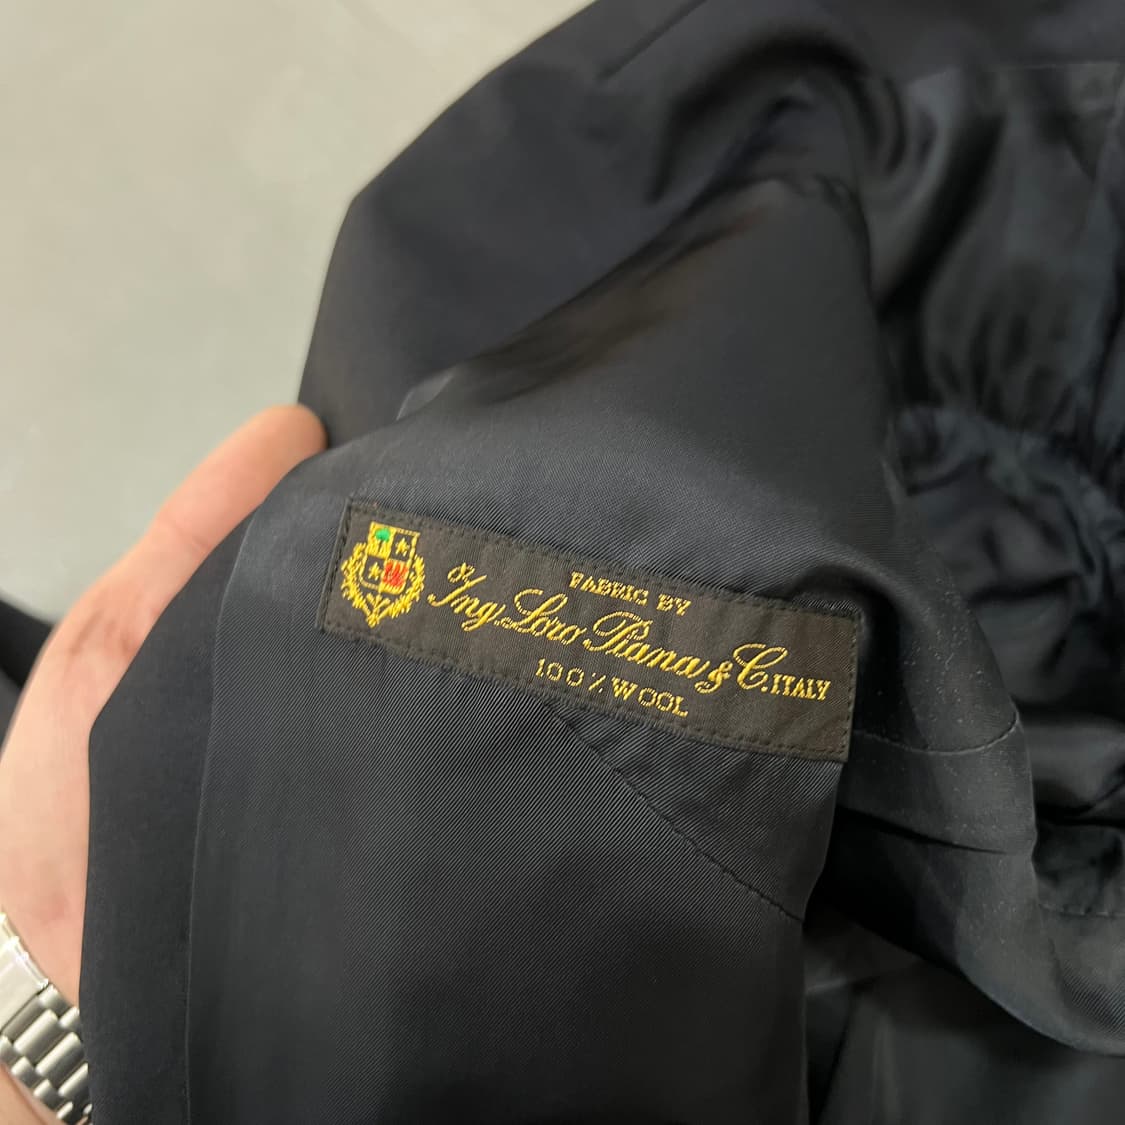 FABRIC BY
Ing. Loro Piana & C. ITALY
100% WOOL